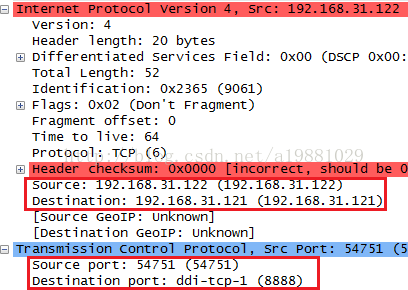 Internet Protocol Version 4, Src: 192.168.31.122
Version: 4
Header length: 20 bytes
Differentiated Services Field: 0x00 (DSCP 0x00:
Total Length: 52
Identification: 0x2365 (9061)
Flags: 0x02 (Don't Fragment)
Fragment offset: 0
Time to live: 64
Protocol: TCP (6)
blog.csdn.net/a19881029
Header checksum: 0x0000 [incorrect, should be 0
Source: 192.168.31.122 (192.168.31.122)
Destination: 192.168.31.121 (192.168.31.121)
[Source GeoIP: Unknown]
[Destination GeoIP: Unknown]
Transmission Control Protocol, Src Port: 54751 (5
Source port: 54751 (54751)
Destination port: ddi-tcp-1 (8888)